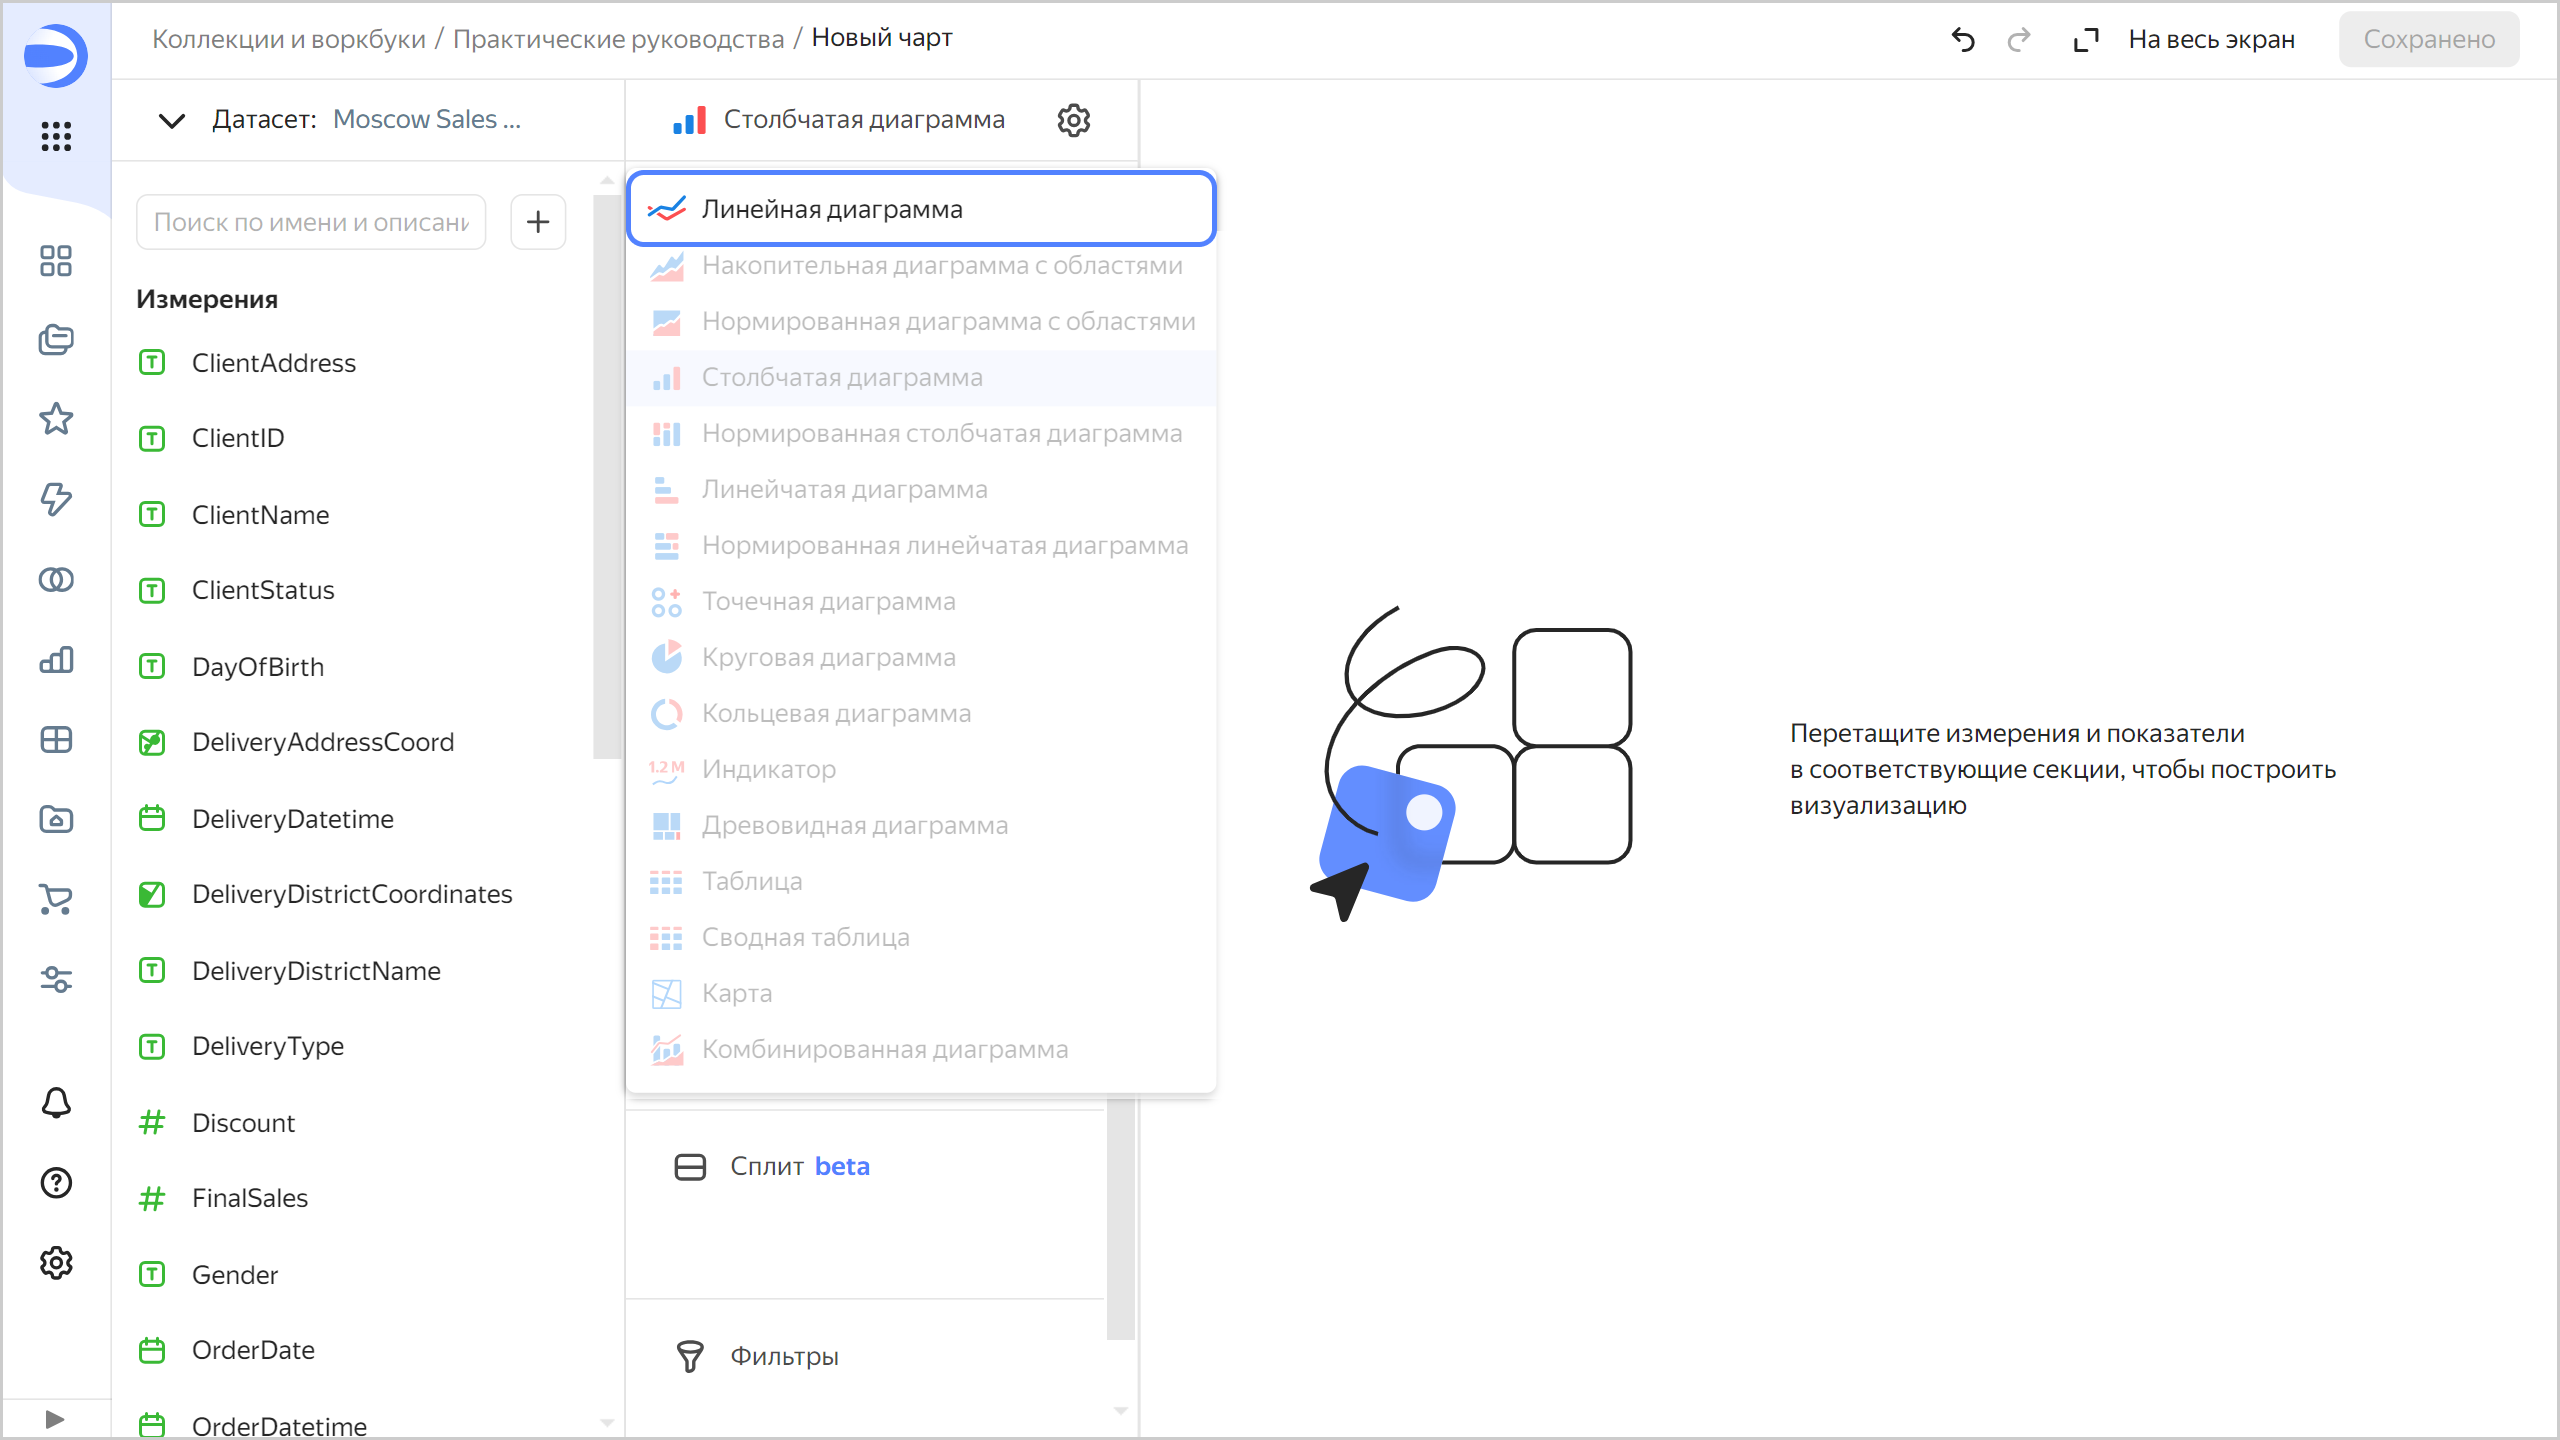 Коллекции и воркбуки / Практические руководства / Новый чарт
На весь экран
Сохранено
Датасет: Moscow Sales ...
Столбчатая диаграмма
Поиск по имени и описани
Измерения
ClientAddress
ClientID
ClientName
ClientStatus
DayOfBirth
DeliveryAddressCoord
DeliveryDatetime
DeliveryDistrictCoordinates
DeliveryDistrictName
DeliveryType
Discount
FinalSales
Gender
OrderDate
OrderDatetime
Линейная диаграмма
Накопительная диаграмма с областями
Нормированная диаграмма с областями
Столбчатая диаграмма
Нормированная столбчатая диаграмма
Линейчатая диаграмма
Нормированная линейчатая диаграмма
Точечная диаграмма
Круговая диаграмма
Кольцевая диаграмма
1.2 M Индикатор
Древовидная диаграмма
Таблица
Сводная таблица
Карта
Комбинированная диаграмма
Сплит beta
Фильтры
Перетащите измерения и показатели
в соответствующие секции, чтобы построить
визуализацию